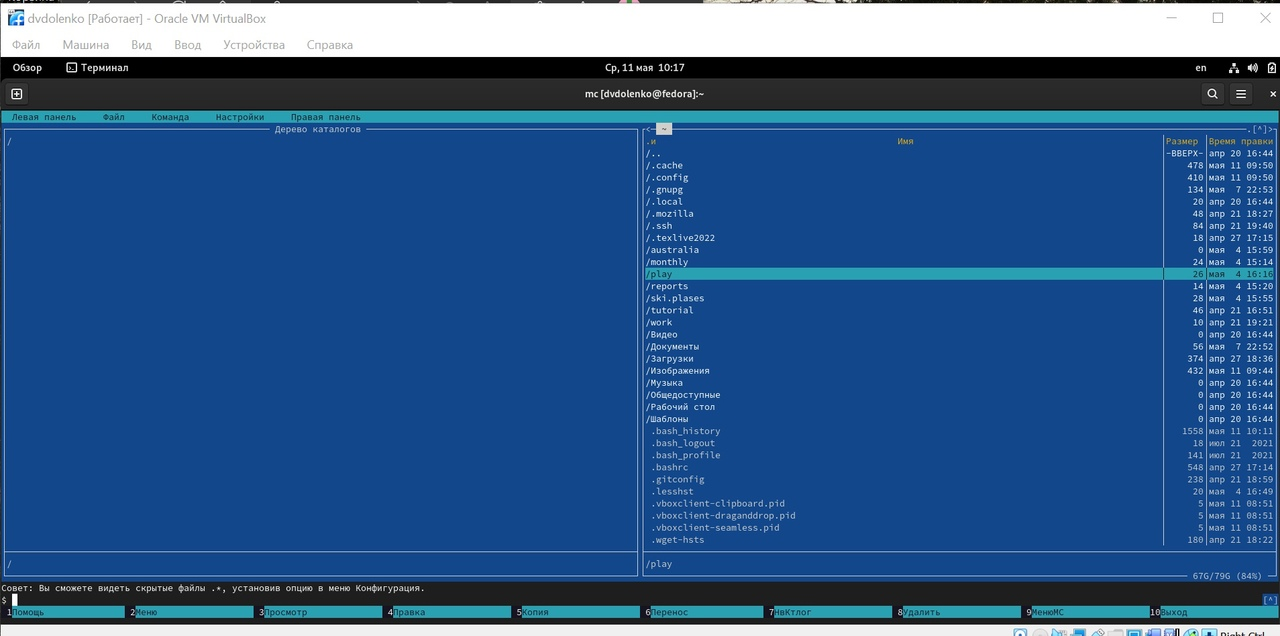 dvdolenko [Работает] - Oracle VM VirtualBox
Файл Машина Вид Ввод Устройства Справка
Обзор Терминал Ср, 11 мая 10:17 en
mc [dvdolenko@fedora]:~
Левая панель Файл Команда Настройки Правая панель
Дерево каталогов <─ ~ .[^]>
/ .и Имя Размер Время правки
/.. -ВВЕРХ- апр 20 16:44
/.cache 478 мая 11 09:50
/.config 410 мая 11 09:50
/.gnupg 134 мая 7 22:53
/.local 20 апр 20 16:44
/.mozilla 48 апр 21 18:27
/.ssh 84 апр 21 19:40
/.texlive2022 18 апр 27 17:15
/australia 0 мая 4 15:59
/monthly 24 мая 4 15:14
/play 26 мая 4 16:16
/reports 14 мая 4 15:20
/ski.plases 28 мая 4 15:55
/tutorial 46 апр 21 16:51
/work 10 апр 21 19:21
/Видео 0 апр 20 16:44
/Документы 56 мая 7 22:52
/Загрузки 374 апр 27 18:36
/Изображения 432 мая 11 09:44
/Музыка 0 апр 20 16:44
/Общедоступные 0 апр 20 16:44
/Рабочий стол 0 апр 20 16:44
/Шаблоны 0 апр 20 16:44
.bash_history 1558 мая 11 10:11
.bash_logout 18 июл 21 2021
.bash_profile 141 июл 21 2021
.bashrc 548 апр 27 17:14
.gitconfig 238 апр 21 18:59
.lesshst 20 мая 4 16:49
.vboxclient-clipboard.pid 5 мая 11 08:51
.vboxclient-draganddrop.pid 5 мая 11 08:51
.vboxclient-seamless.pid 5 мая 11 08:51
.wget-hsts 180 апр 21 18:22
/ /play
67G/79G (84%)
Совет: Вы сможете видеть скрытые файлы .*, установив опцию в меню Конфигурация.
$ [^]
1Помощь 2Меню 3Просмотр 4Правка 5Копия 6Перенос 7НвКтлог 8Удалить 9МенюМС 10Выход
Right Ctrl